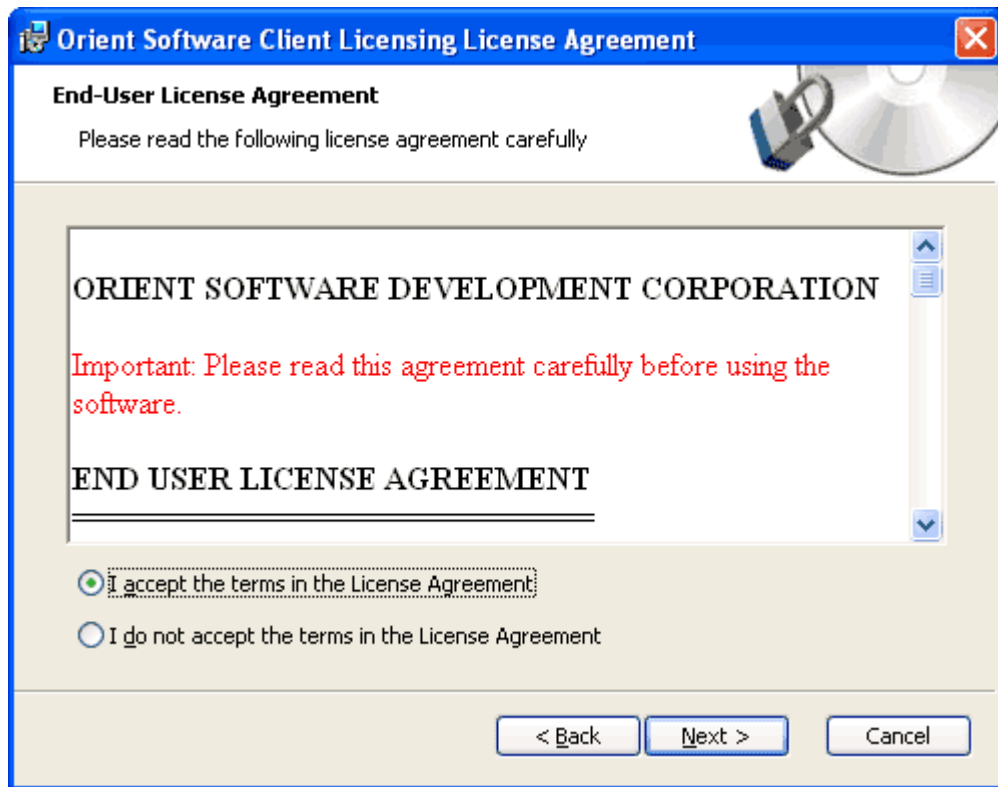 Orient Software Client Licensing License Agreement
End-User License Agreement
Please read the following license agreement carefully
ORIENT SOFTWARE DEVELOPMENT CORPORATION
Important: Please read this agreement carefully before using the
software.
END USER LICENSE AGREEMENT
I accept the terms in the License Agreement
I do not accept the terms in the License Agreement
< Back Next > Cancel